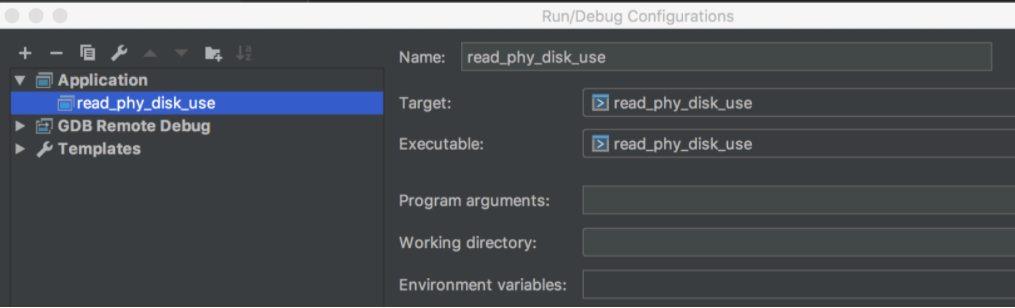 Run/Debug Configurations
Name: read_phy_disk_use
Application
read_phy_disk_use
Target: read_phy_disk_use
GDB Remote Debug
Executable: read_phy_disk_use
Templates
Program arguments:
Working directory:
Environment variables: